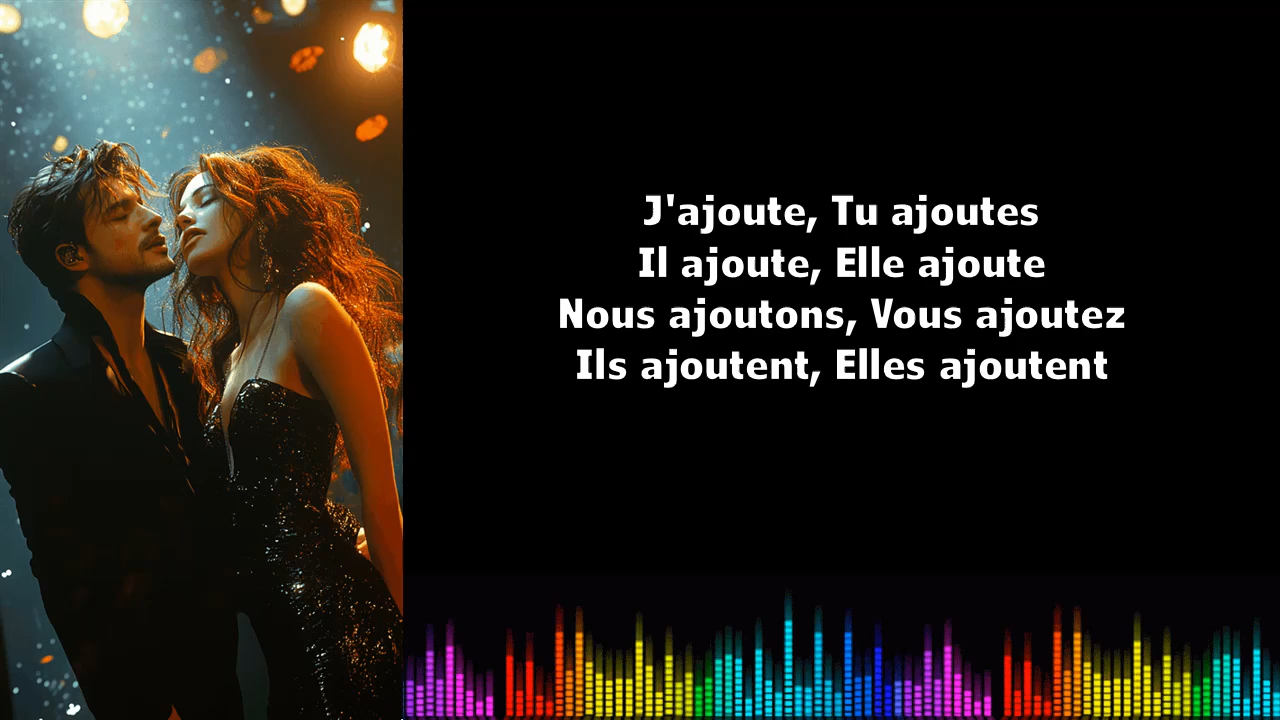 J'ajoute, Tu ajoutes
Il ajoute, Elle ajoute
Nous ajoutons, Vous ajoutez
Ils ajoutent, Elles ajoutent